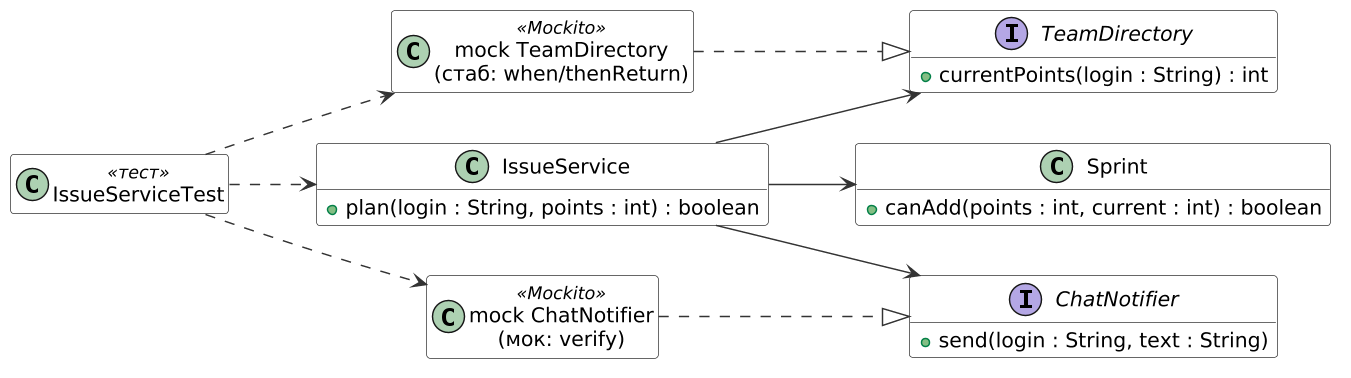 «Mockito»
C mock TeamDirectory
(стаб: when/thenReturn)
I TeamDirectory
currentPoints(login : String) : int
«тест»
C IssueServiceTest
C IssueService
plan(login : String, points : int) : boolean
C Sprint
canAdd(points : int, current : int) : boolean
«Mockito»
C mock ChatNotifier
(мок: verify)
I ChatNotifier
send(login : String, text : String)